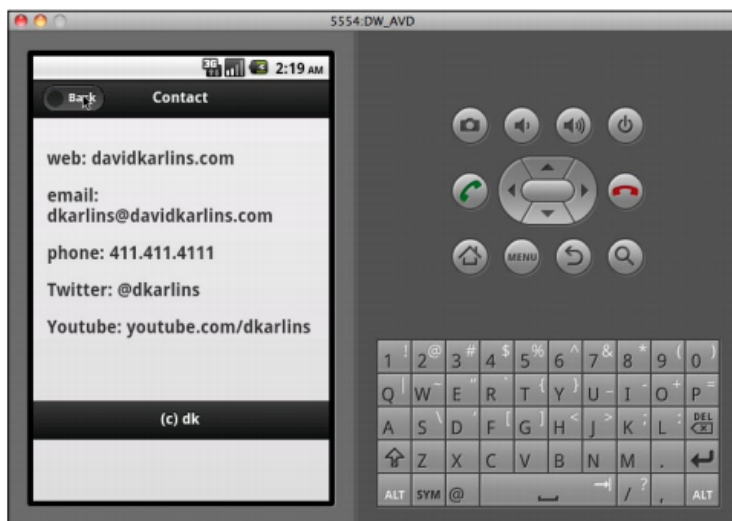 5554:DW_AVD
3G
2:19 AM
Back
Contact
web: davidkarlins.com
email:
dkarlins@davidkarlins.com
phone: 411.411.4111
Twitter: @dkarlins
Youtube: youtube.com/dkarlins
(c) dk
MENU
1 ! 2 @ 3 # 4 $ 5 % 6 ^ 7 & 8 * 9 ( 0 )
Q | W ~ E " R ` T { Y } U - I - O + P =
A S \ D ' F [ G ] H < J > K ; L : DEL
Z X C V B N M .
ALT SYM @ / ? , ALT